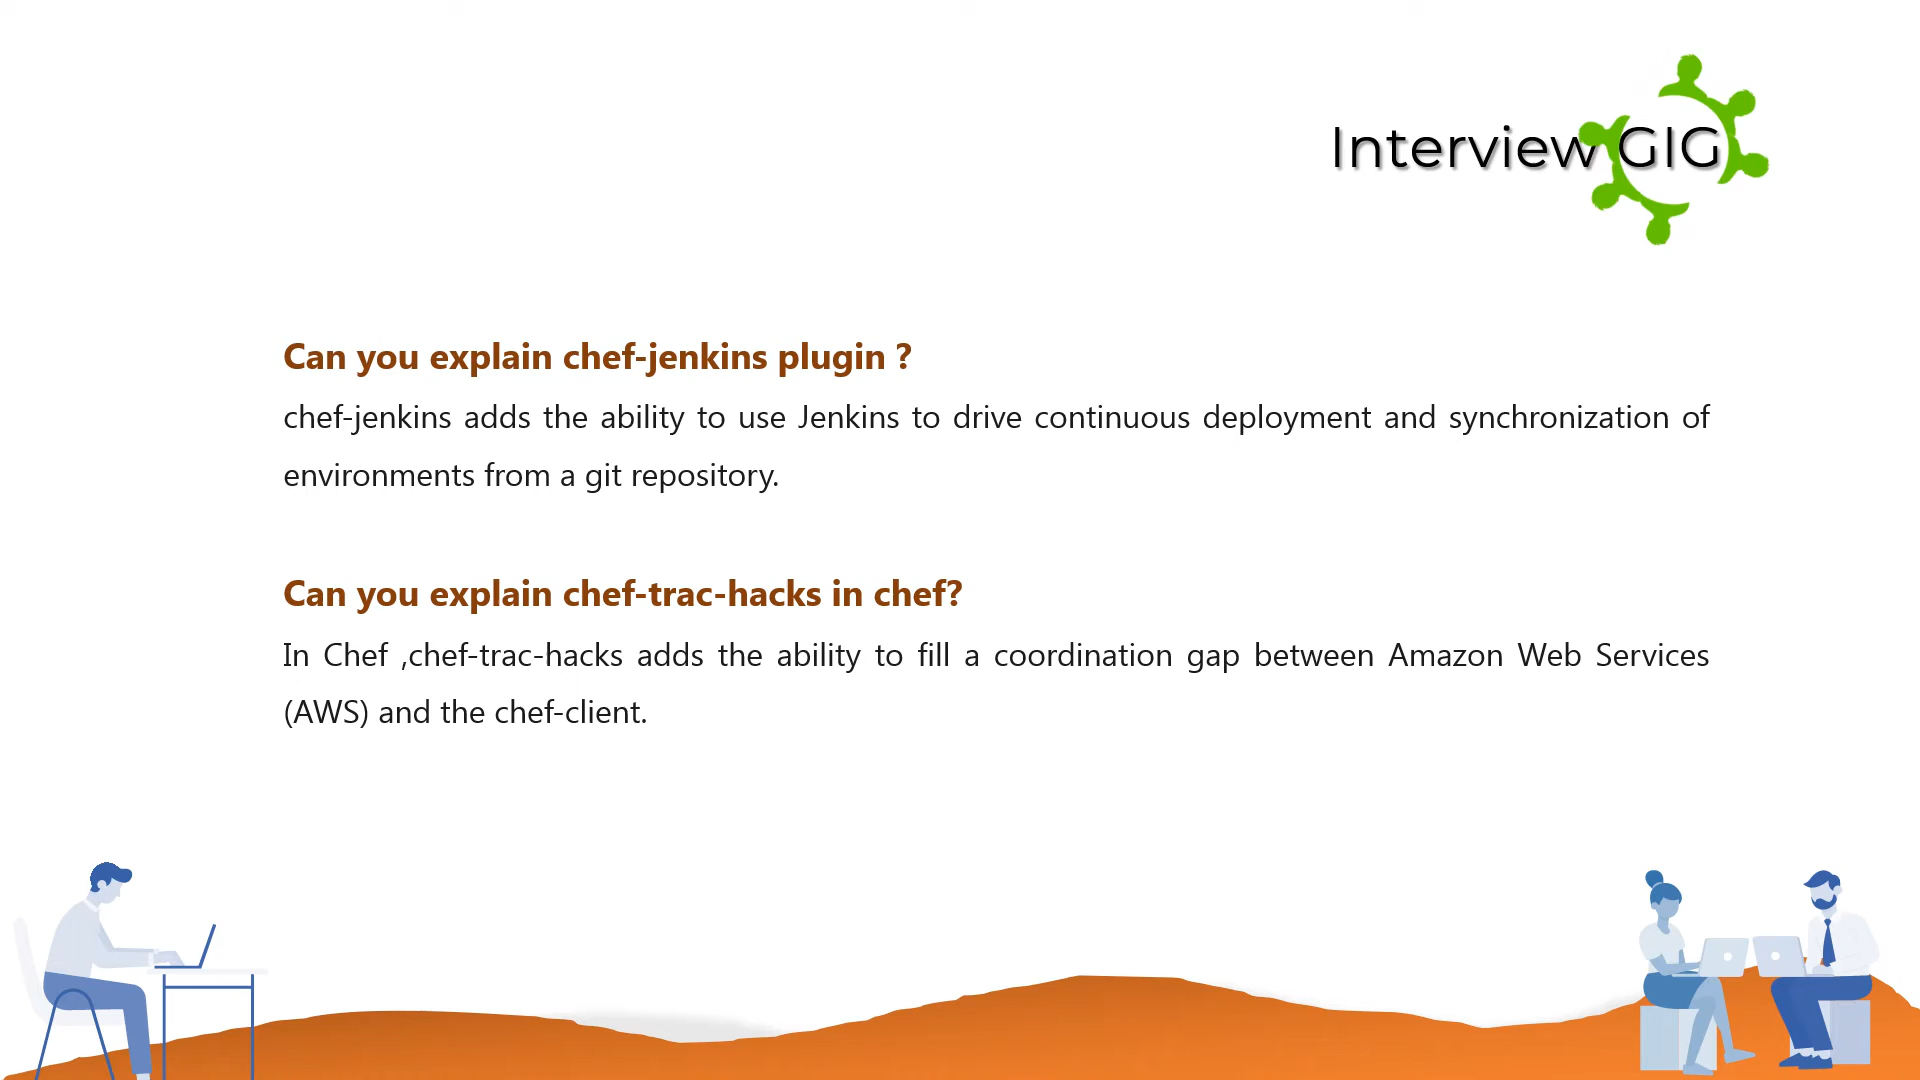 Interview GIG
Can you explain chef-jenkins plugin ?
chef-jenkins adds the ability to use Jenkins to drive continuous deployment and synchronization of
environments from a git repository.
Can you explain chef-trac-hacks in chef?
In Chef ,chef-trac-hacks adds the ability to fill a coordination gap between Amazon Web Services
(AWS) and the chef-client.